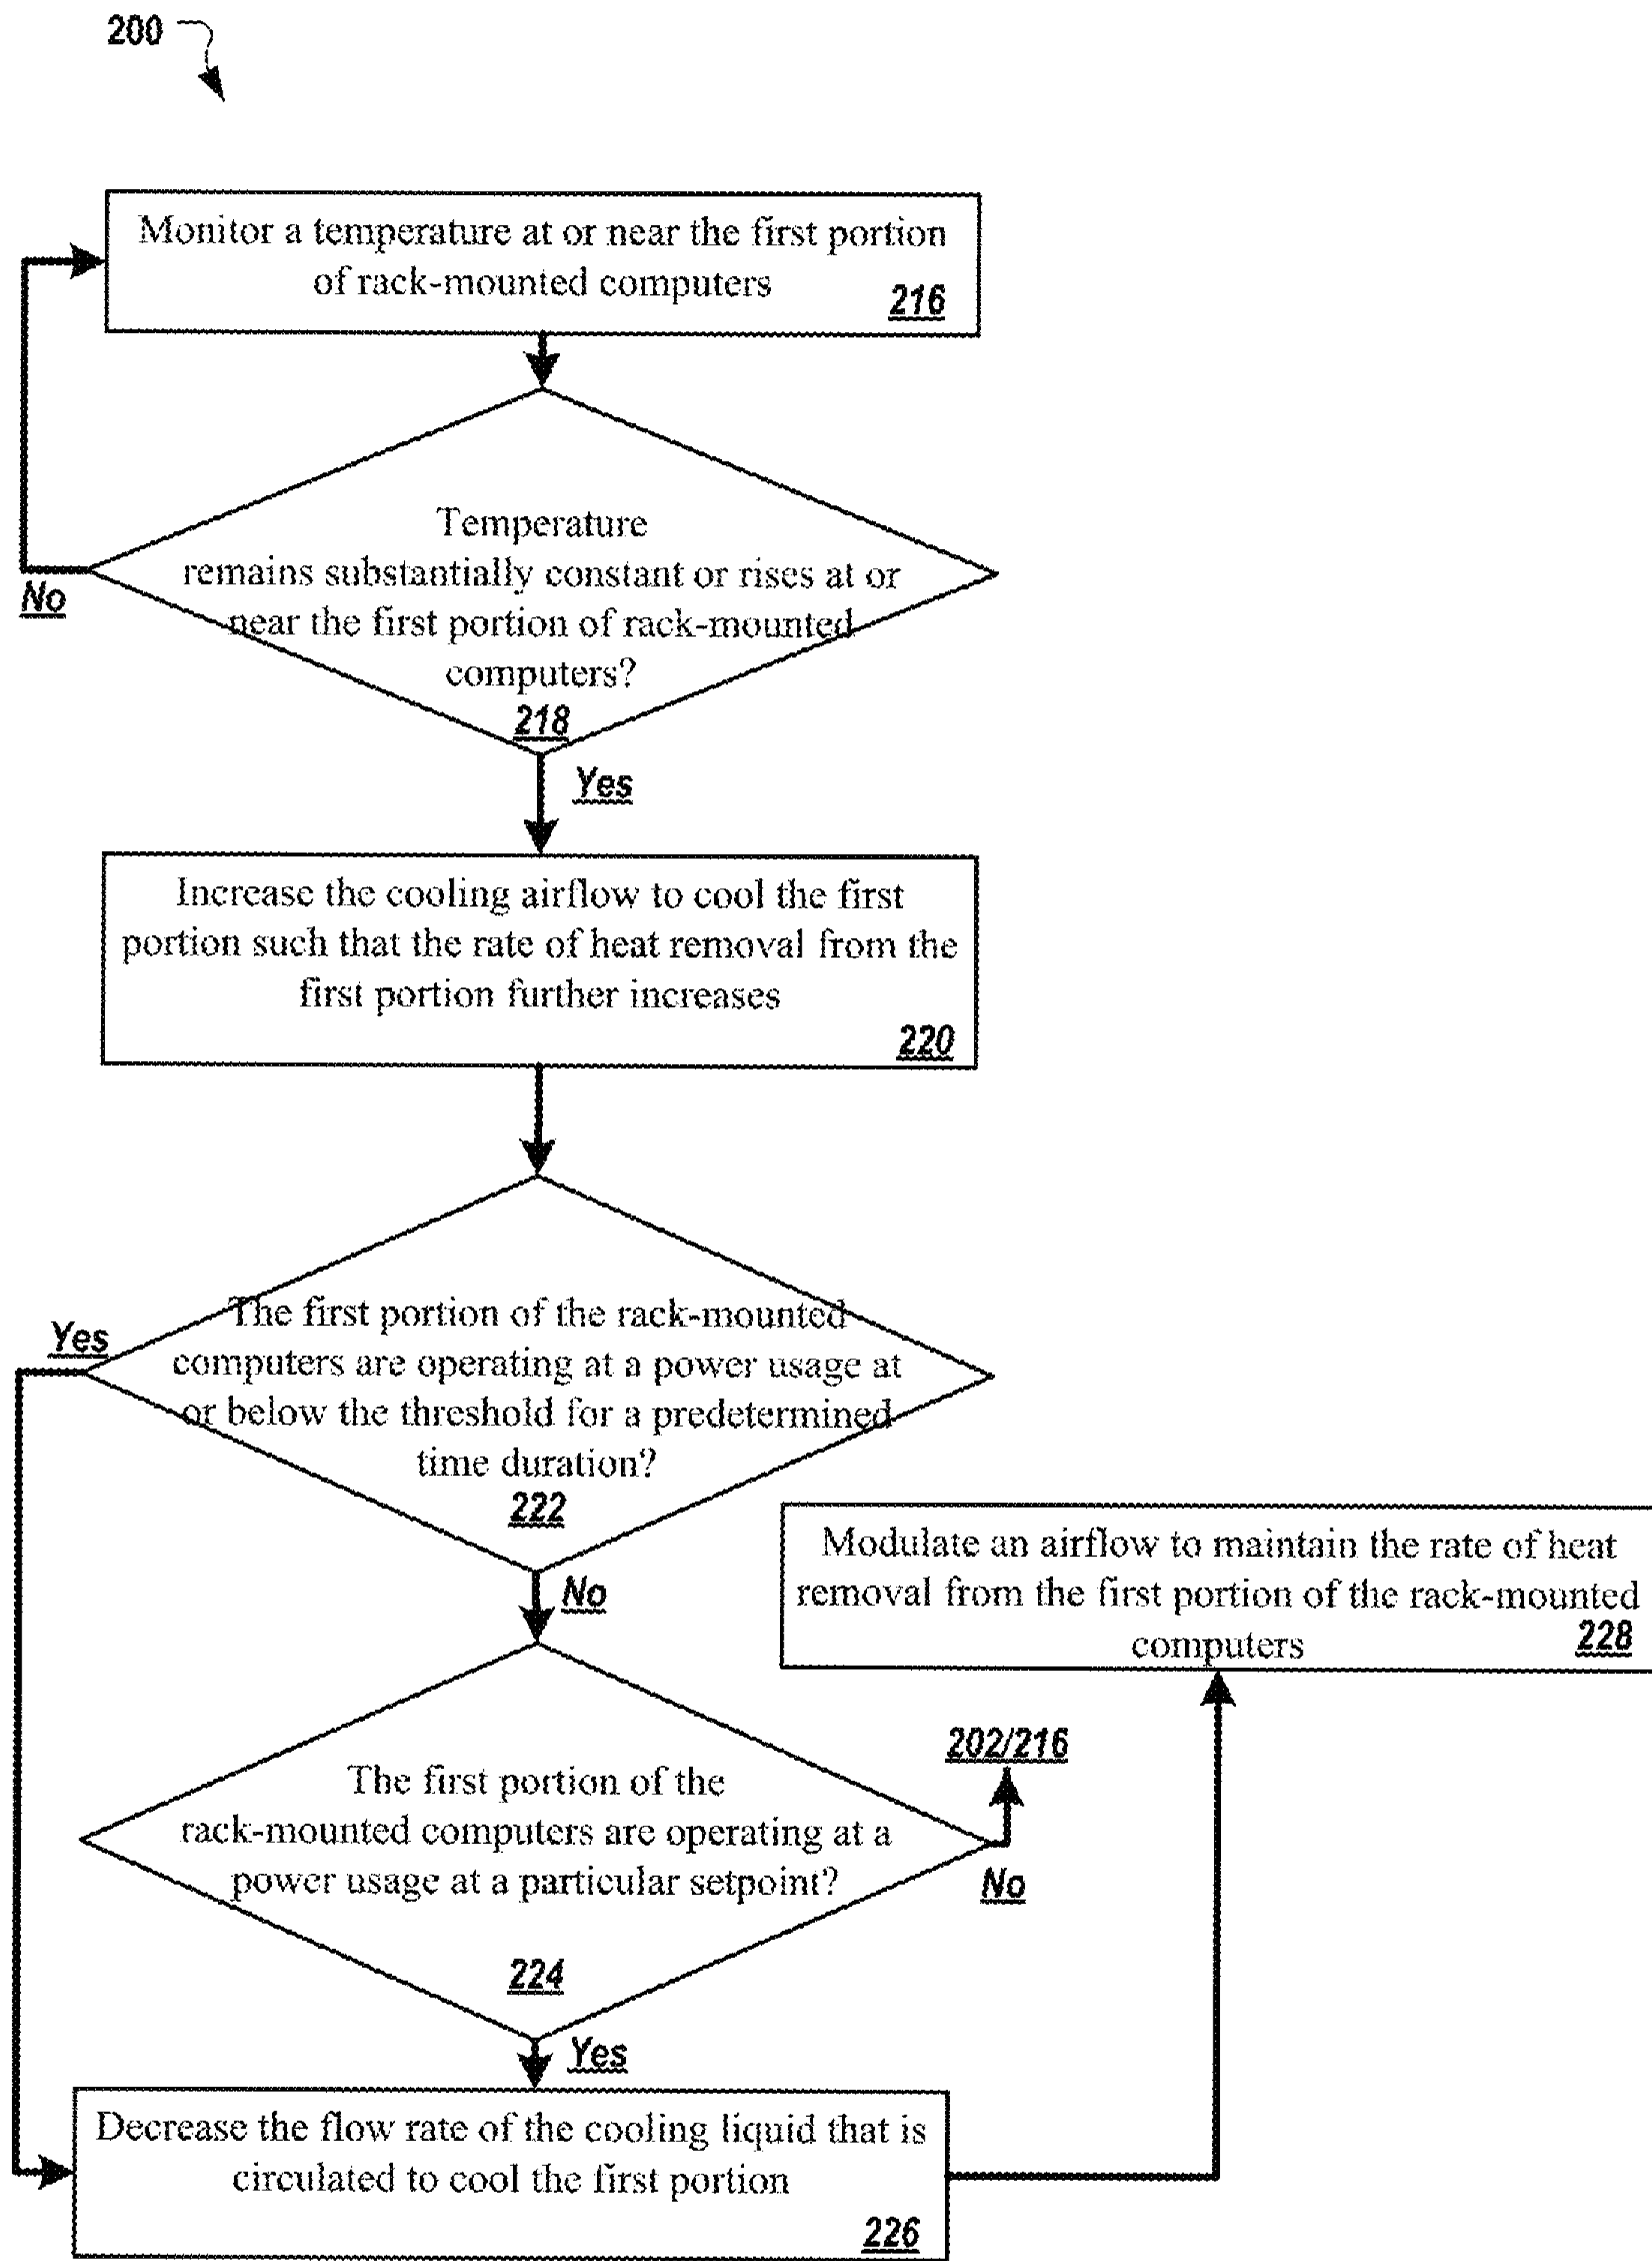 200
Monitor a temperature at or near the first portion
of rack-mounted computers
216
Temperature
remains substantially constant or rises at or
near the first portion of rack-mounted
computers?
218
No
Yes
Increase the cooling airflow to cool the first
portion such that the rate of heat removal from the
first portion further increases
220
The first portion of the rack-mounted
computers are operating at a power usage at
or below the threshold for a predetermined
time duration?
222
Yes
No
Modulate an airflow to maintain the rate of heat
removal from the first portion of the rack-mounted
computers
228
The first portion of the
rack-mounted computers are operating at a
power usage at a particular setpoint?
224
202/216
No
Yes
Decrease the flow rate of the cooling liquid that is
circulated to cool the first portion
226